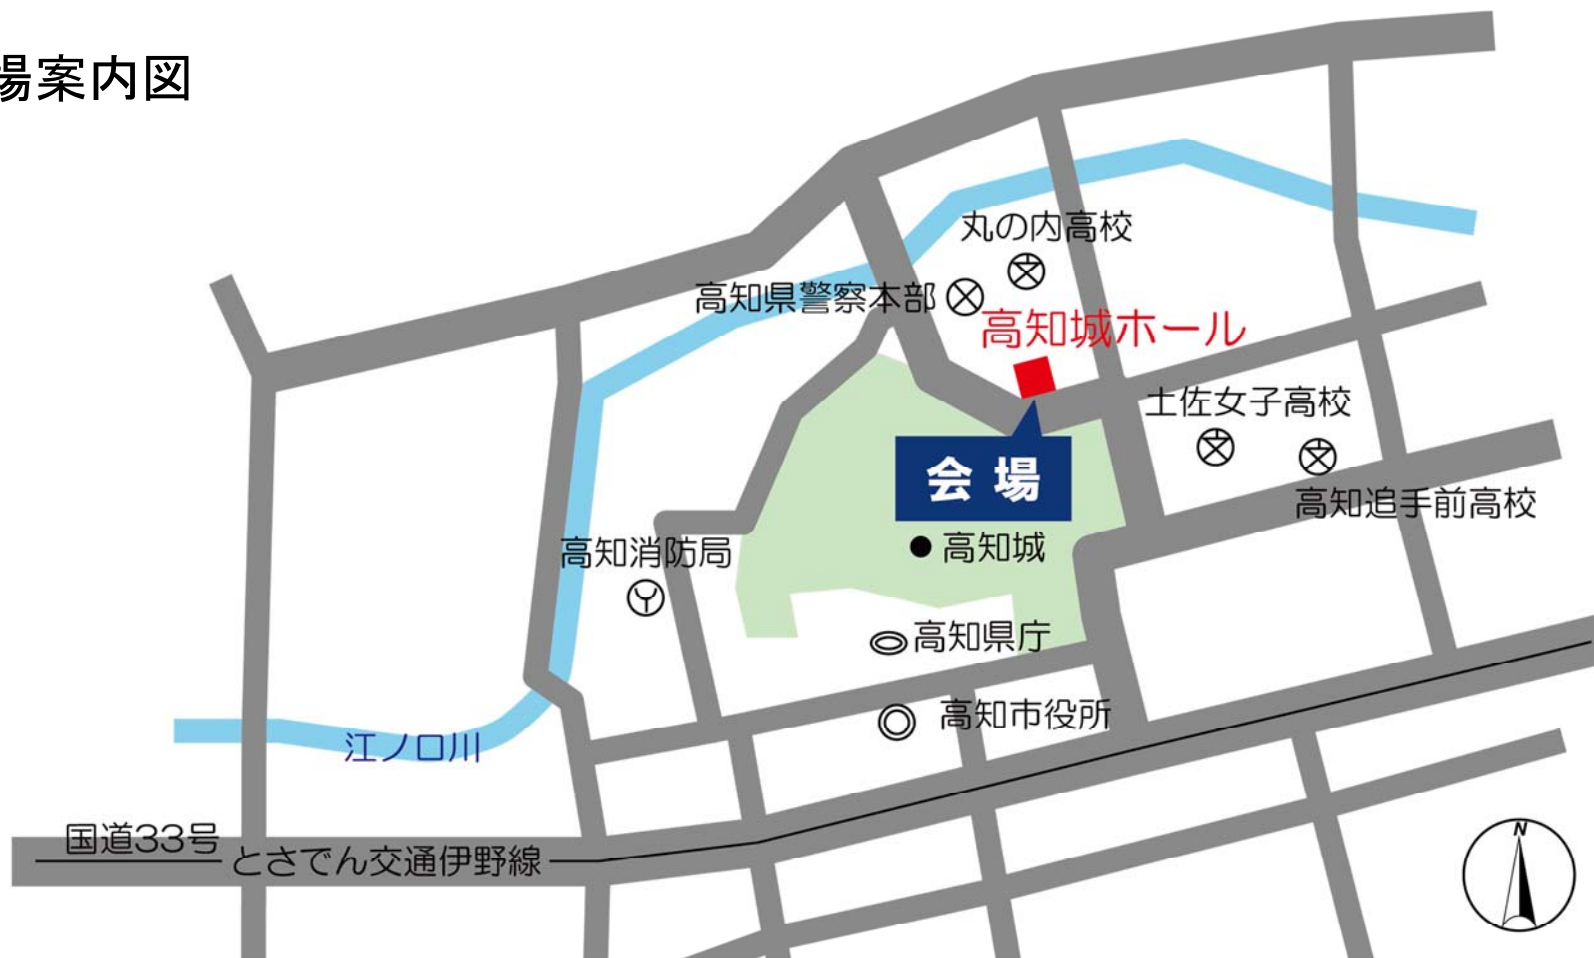 場案内図
丸の内高校
高知県警察本部
高知城ホール
土佐女子高校
会場
高知追手前高校
高知城
高知消防局
高知県庁
高知市役所
江ノ口川
国道33号
とさでん交通伊野線
N